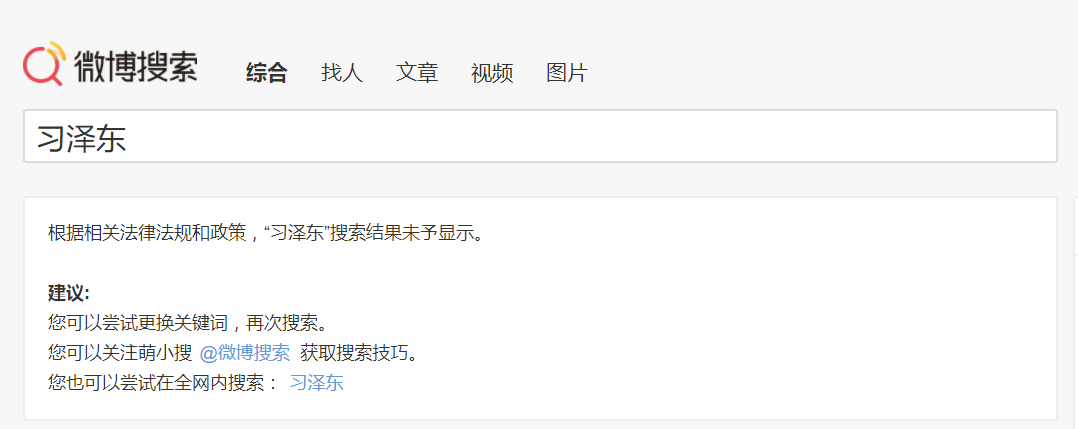 微博搜索 综合 找人 文章 视频 图片
习泽东
根据相关法律法规和政策，“习泽东”搜索结果未予显示。
建议:
您可以尝试更换关键词，再次搜索。
您可以关注萌小搜 @微博搜索 获取搜索技巧。
您也可以尝试在全网内搜索： 习泽东